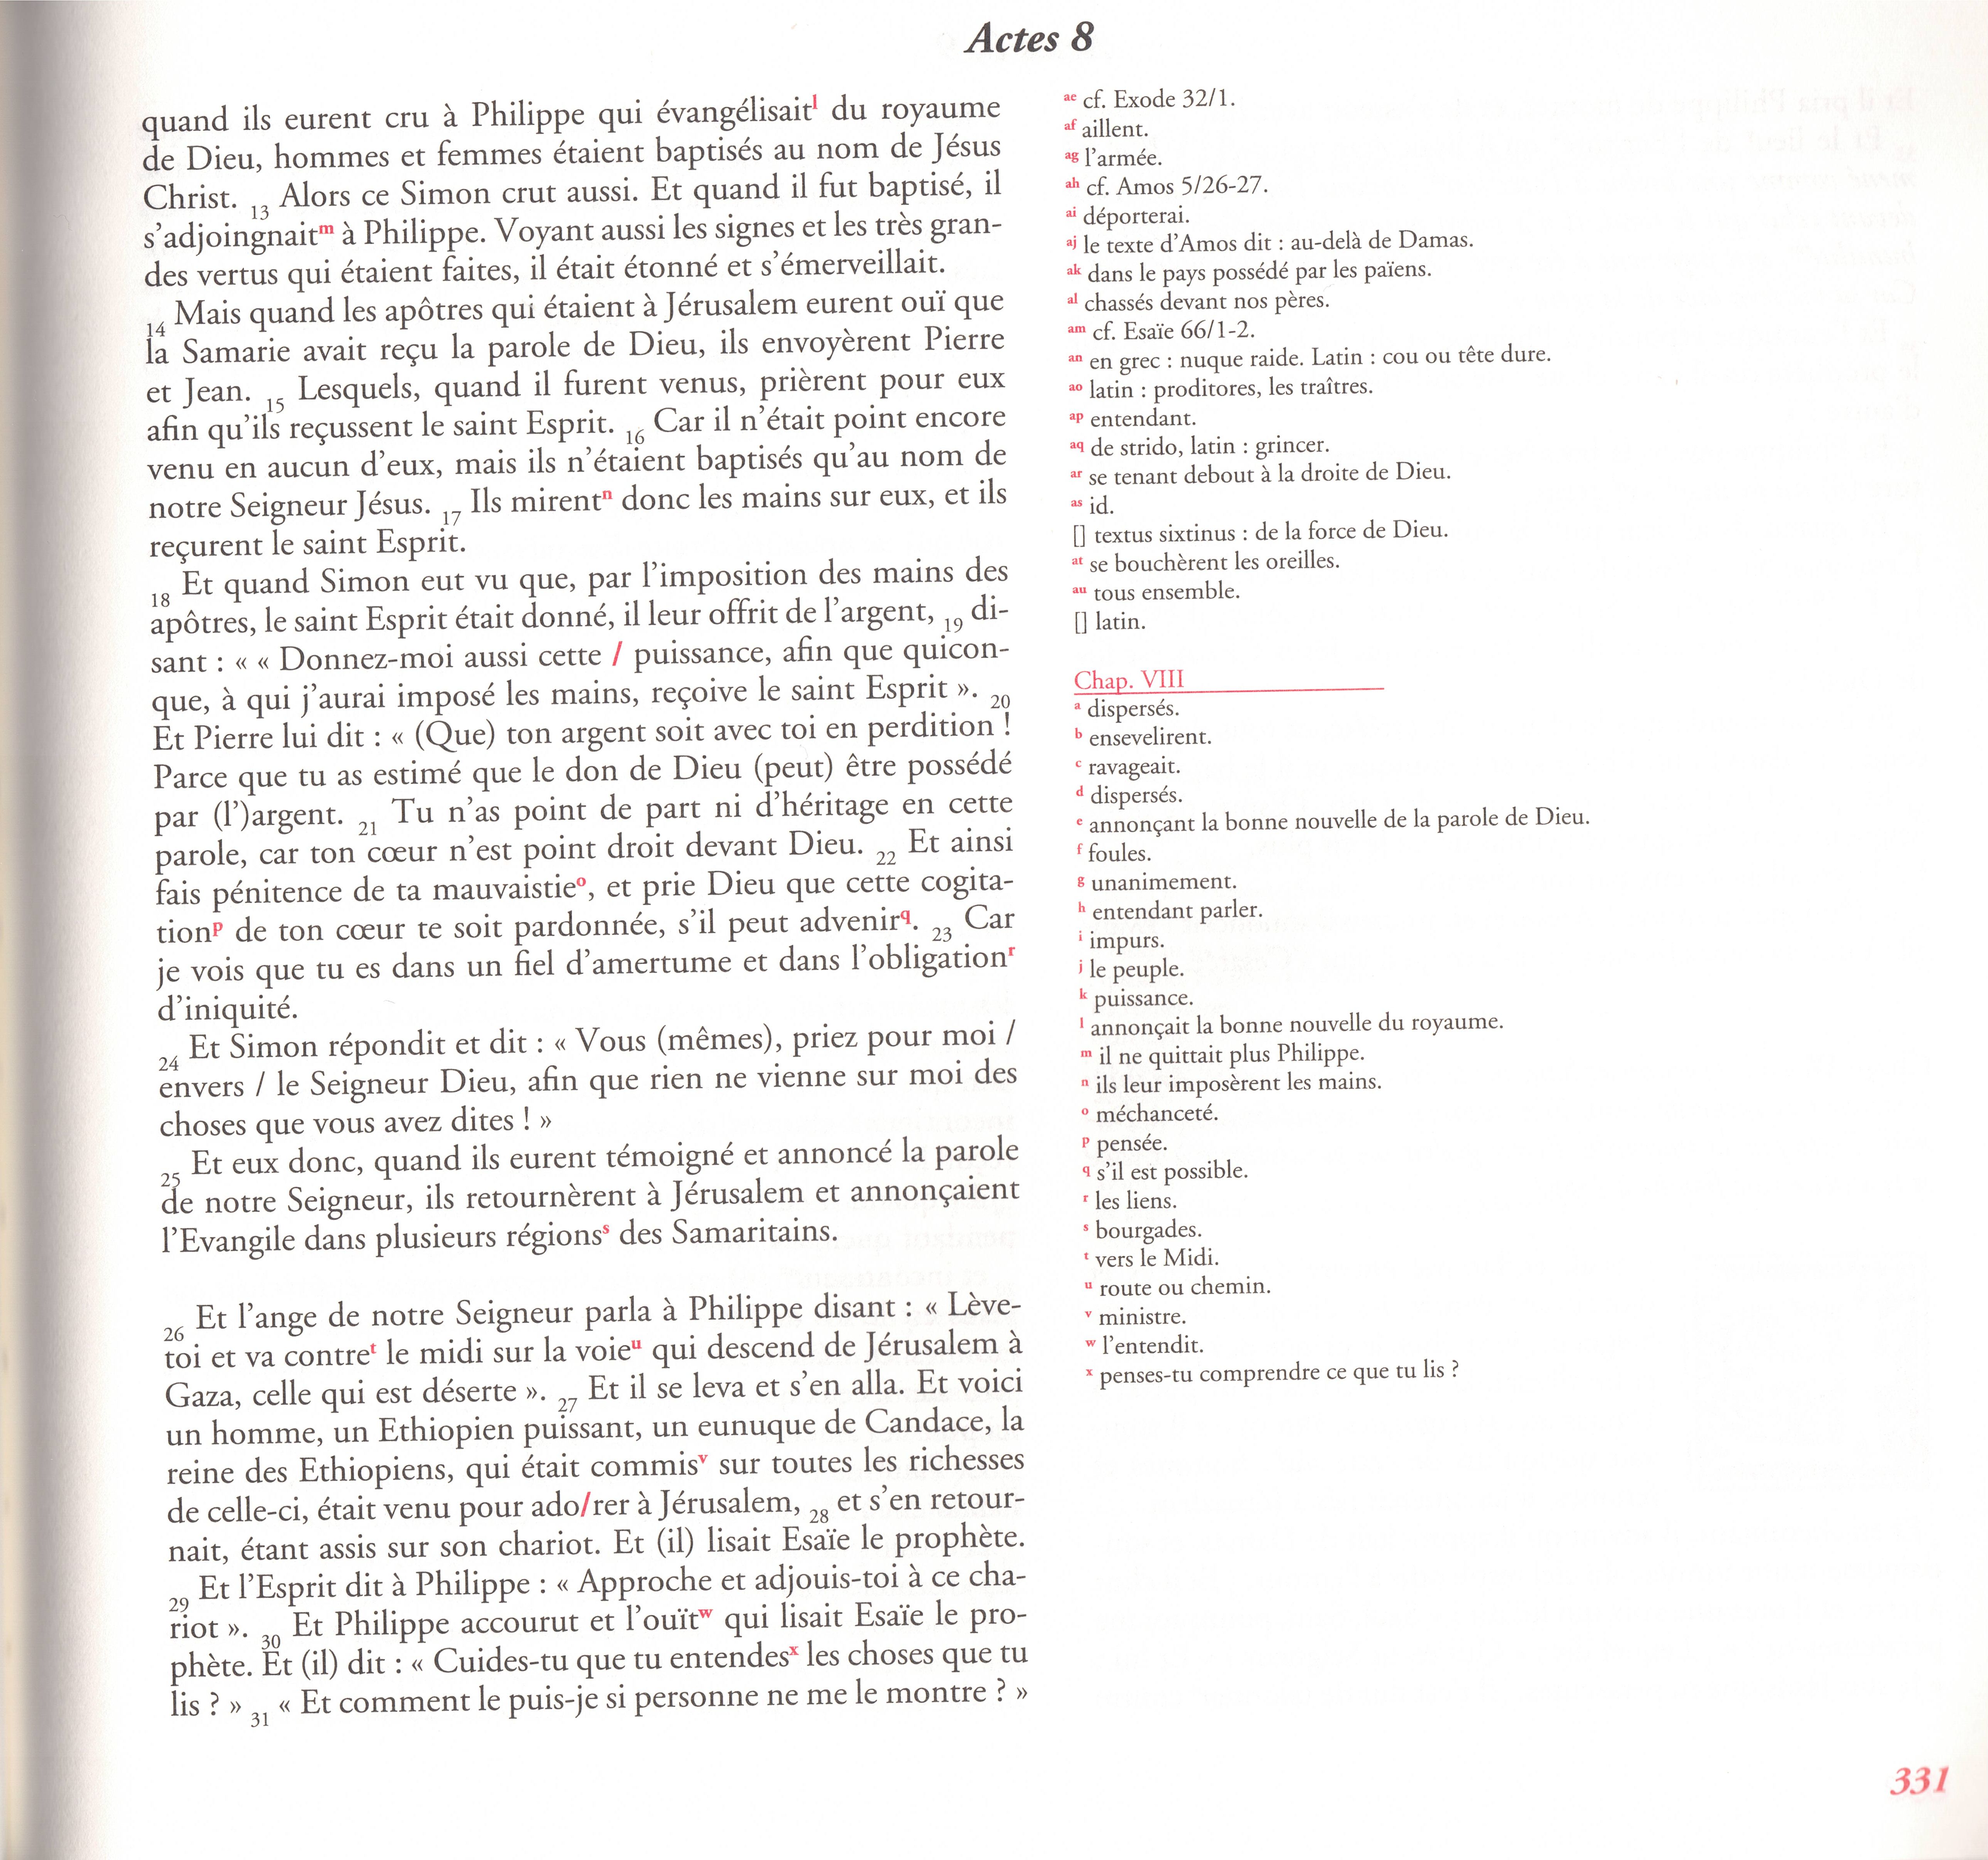 Actes 8
quand ils eurent cru à Philippe qui évangélisaitl du royaume
de Dieu, hommes et femmes étaient baptisés au nom de Jésus
Christ. 13 Alors ce Simon crut aussi. Et quand il fut baptisé, il
s'adjoingnaitm à Philippe. Voyant aussi les signes et les très gran-
des vertus qui étaient faites, il était étonné et s'émerveillait.
14 Mais quand les apôtres qui étaient à Jérusalem eurent ouï que
la Samarie avait reçu la parole de Dieu, ils envoyèrent Pierre
et Jean. 15 Lesquels, quand il furent venus, prièrent pour eux
afin qu'ils reçussent le saint Esprit. 16 Car il n'était point encore
venu en aucun d'eux, mais ils n'étaient baptisés qu'au nom de
notre Seigneur Jésus. 17 Ils mirentn donc les mains sur eux, et ils
reçurent le saint Esprit.
18 Et quand Simon eut vu que, par l'imposition des mains des
apôtres, le saint Esprit était donné, il leur offrit de l'argent, 19 di-
sant : « « Donnez-moi aussi cette / puissance, afin que quicon-
que, à qui j'aurai imposé les mains, reçoive le saint Esprit ». 20
Et Pierre lui dit : « (Que) ton argent soit avec toi en perdition !
Parce que tu as estimé que le don de Dieu (peut) être possédé
par (l')argent. 21 Tu n'as point de part ni d'héritage en cette
parole, car ton cœur n'est point droit devant Dieu. 22 Et ainsi
fais pénitence de ta mauvaistieo, et prie Dieu que cette cogita-
tionp de ton cœur te soit pardonnée, s'il peut advenirq. 23 Car
je vois que tu es dans un fiel d'amertume et dans l'obligationr
d'iniquité.
24 Et Simon répondit et dit : « Vous (mêmes), priez pour moi /
envers / le Seigneur Dieu, afin que rien ne vienne sur moi des
choses que vous avez dites ! »
25 Et eux donc, quand ils eurent témoigné et annoncé la parole
de notre Seigneur, ils retournèrent à Jérusalem et annonçaient
l'Evangile dans plusieurs régionss des Samaritains.
26 Et l'ange de notre Seigneur parla à Philippe disant : « Lève-
toi et va contret le midi sur la voieu qui descend de Jérusalem à
Gaza, celle qui est déserte ». 27 Et il se leva et s'en alla. Et voici
un homme, un Ethiopien puissant, un eunuque de Candace, la
reine des Ethiopiens, qui était commisv sur toutes les richesses
de celle-ci, était venu pour ado/rer à Jérusalem, 28 et s'en retour-
nait, étant assis sur son chariot. Et (il) lisait Esaïe le prophète.
29 Et l'Esprit dit à Philippe : « Approche et adjouis-toi à ce cha-
riot ». 30 Et Philippe accourut et l'ouïtw qui lisait Esaïe le pro-
phète. Et (il) dit : « Cuides-tu que tu entendesx les choses que tu
lis ? » 31 « Et comment le puis-je si personne ne me le montre ? »
ae cf. Exode 32/1.
af aillent.
ag l'armée.
ah cf. Amos 5/26-27.
ai déporterai.
aj le texte d'Amos dit : au-delà de Damas.
ak dans le pays possédé par les païens.
al chassés devant nos pères.
am cf. Esaïe 66/1-2.
an en grec : nuque raide. Latin : cou ou tête dure.
ao latin : proditores, les traîtres.
ap entendant.
aq de strido, latin : grincer.
ar se tenant debout à la droite de Dieu.
as id.
[] textus sixtinus : de la force de Dieu.
at se bouchèrent les oreilles.
au tous ensemble.
[] latin.
Chap. VIII
a dispersés.
b ensevelirent.
c ravageait.
d dispersés.
e annonçant la bonne nouvelle de la parole de Dieu.
f foules.
g unanimement.
h entendant parler.
i impurs.
j le peuple.
k puissance.
l annonçait la bonne nouvelle du royaume.
m il ne quittait plus Philippe.
n ils leur imposèrent les mains.
o méchanceté.
p pensée.
q s'il est possible.
r les liens.
s bourgades.
t vers le Midi.
u route ou chemin.
v ministre.
w l'entendit.
x penses-tu comprendre ce que tu lis ?
331